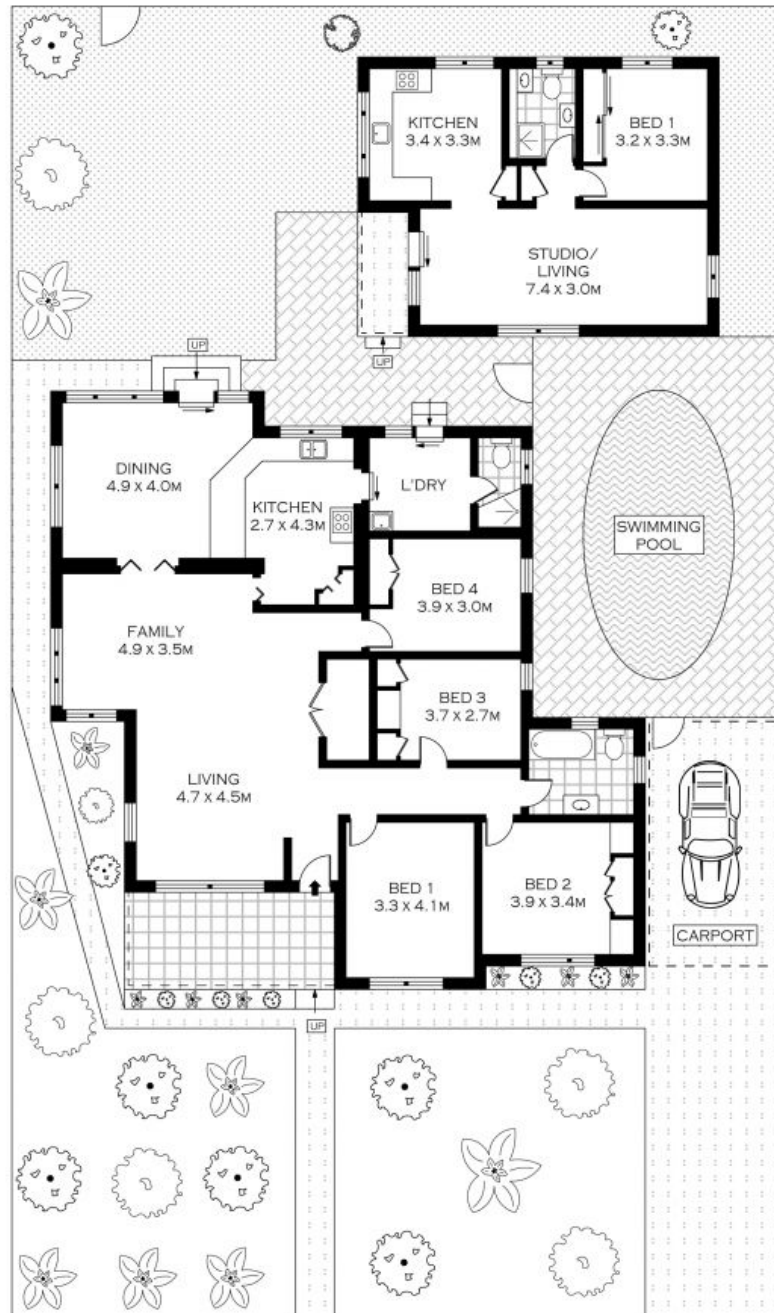 KITCHEN
3.4 X 3.3M
BED 1
3.2 X 3.3M
STUDIO/
LIVING
7.4 X 3.0M
UP
UP
DINING
4.9 X 4.0M
KITCHEN
2.7 X 4.3M
L'DRY
SWIMMING
POOL
BED 4
3.9 X 3.0M
FAMILY
4.9 X 3.5M
BED 3
3.7 X 2.7M
LIVING
4.7 X 4.5M
BED 1
3.3 X 4.1M
BED 2
3.9 X 3.4M
CARPORT
UP